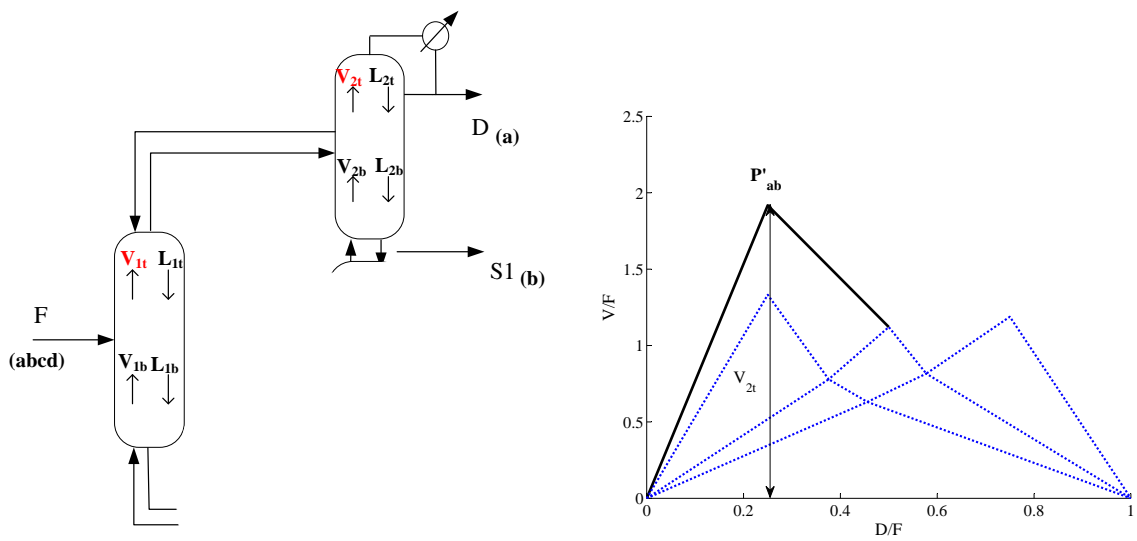 V2t L2t
D (a)
V2b L2b
S1 (b)
V1t L1t
F
(abcd)
V1b L1b
2.5
2
1.5
1
0.5
0
V/F
P'ab
V2t
0 0.2 0.4 0.6 0.8 1
D/F